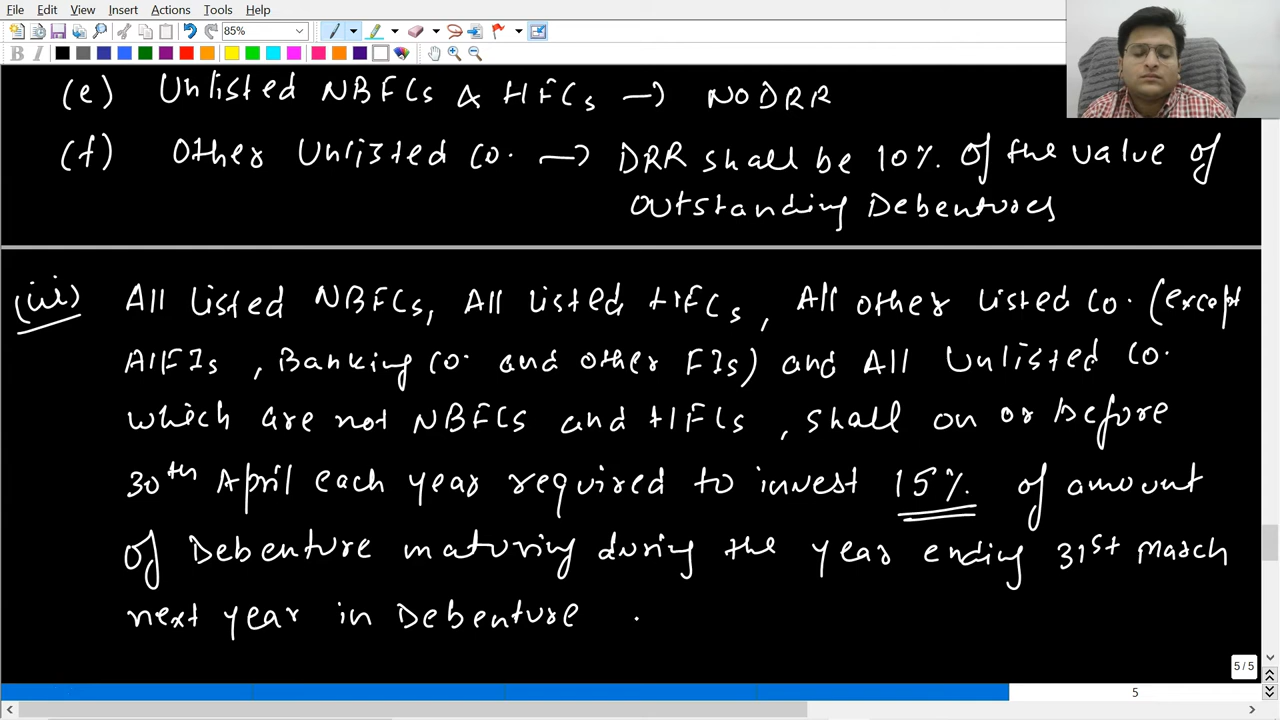 File Edit View Insert Actions Tools Help
85%
B I U
(e) Unlisted NBFCs & HFCs → NO DRR
(f) Other Unlisted Co. → DRR shall be 10% of the value of
Outstanding Debentures
(iii) All listed NBFCs, All listed HFCs, All other listed Co. (except
AIFIs, Banking Co. and other FIs) and All Unlisted Co.
which are not NBFCs and HFCs, shall on or Before
30th April each year required to invest 15% of amount
of Debenture maturing during the year ending 31st March
next year in Debenture .
5 / 5
5